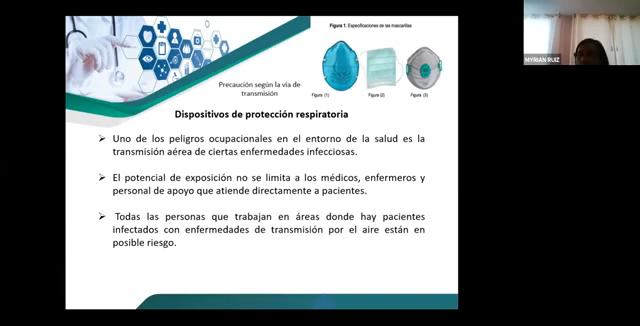 Figura 1. Especificaciones de las mascarillas
Figura (1)
Figura (2)
Figura (3)
Precaución según la vía de
transmisión
Dispositivos de protección respiratoria
➢ Uno de los peligros ocupacionales en el entorno de la salud es la
transmisión aérea de ciertas enfermedades infecciosas.
➢ El potencial de exposición no se limita a los médicos, enfermeros y
personal de apoyo que atiende directamente a pacientes.
➢ Todas las personas que trabajan en áreas donde hay pacientes
infectados con enfermedades de transmisión por el aire están en
posible riesgo.
MYRIAN RUIZ